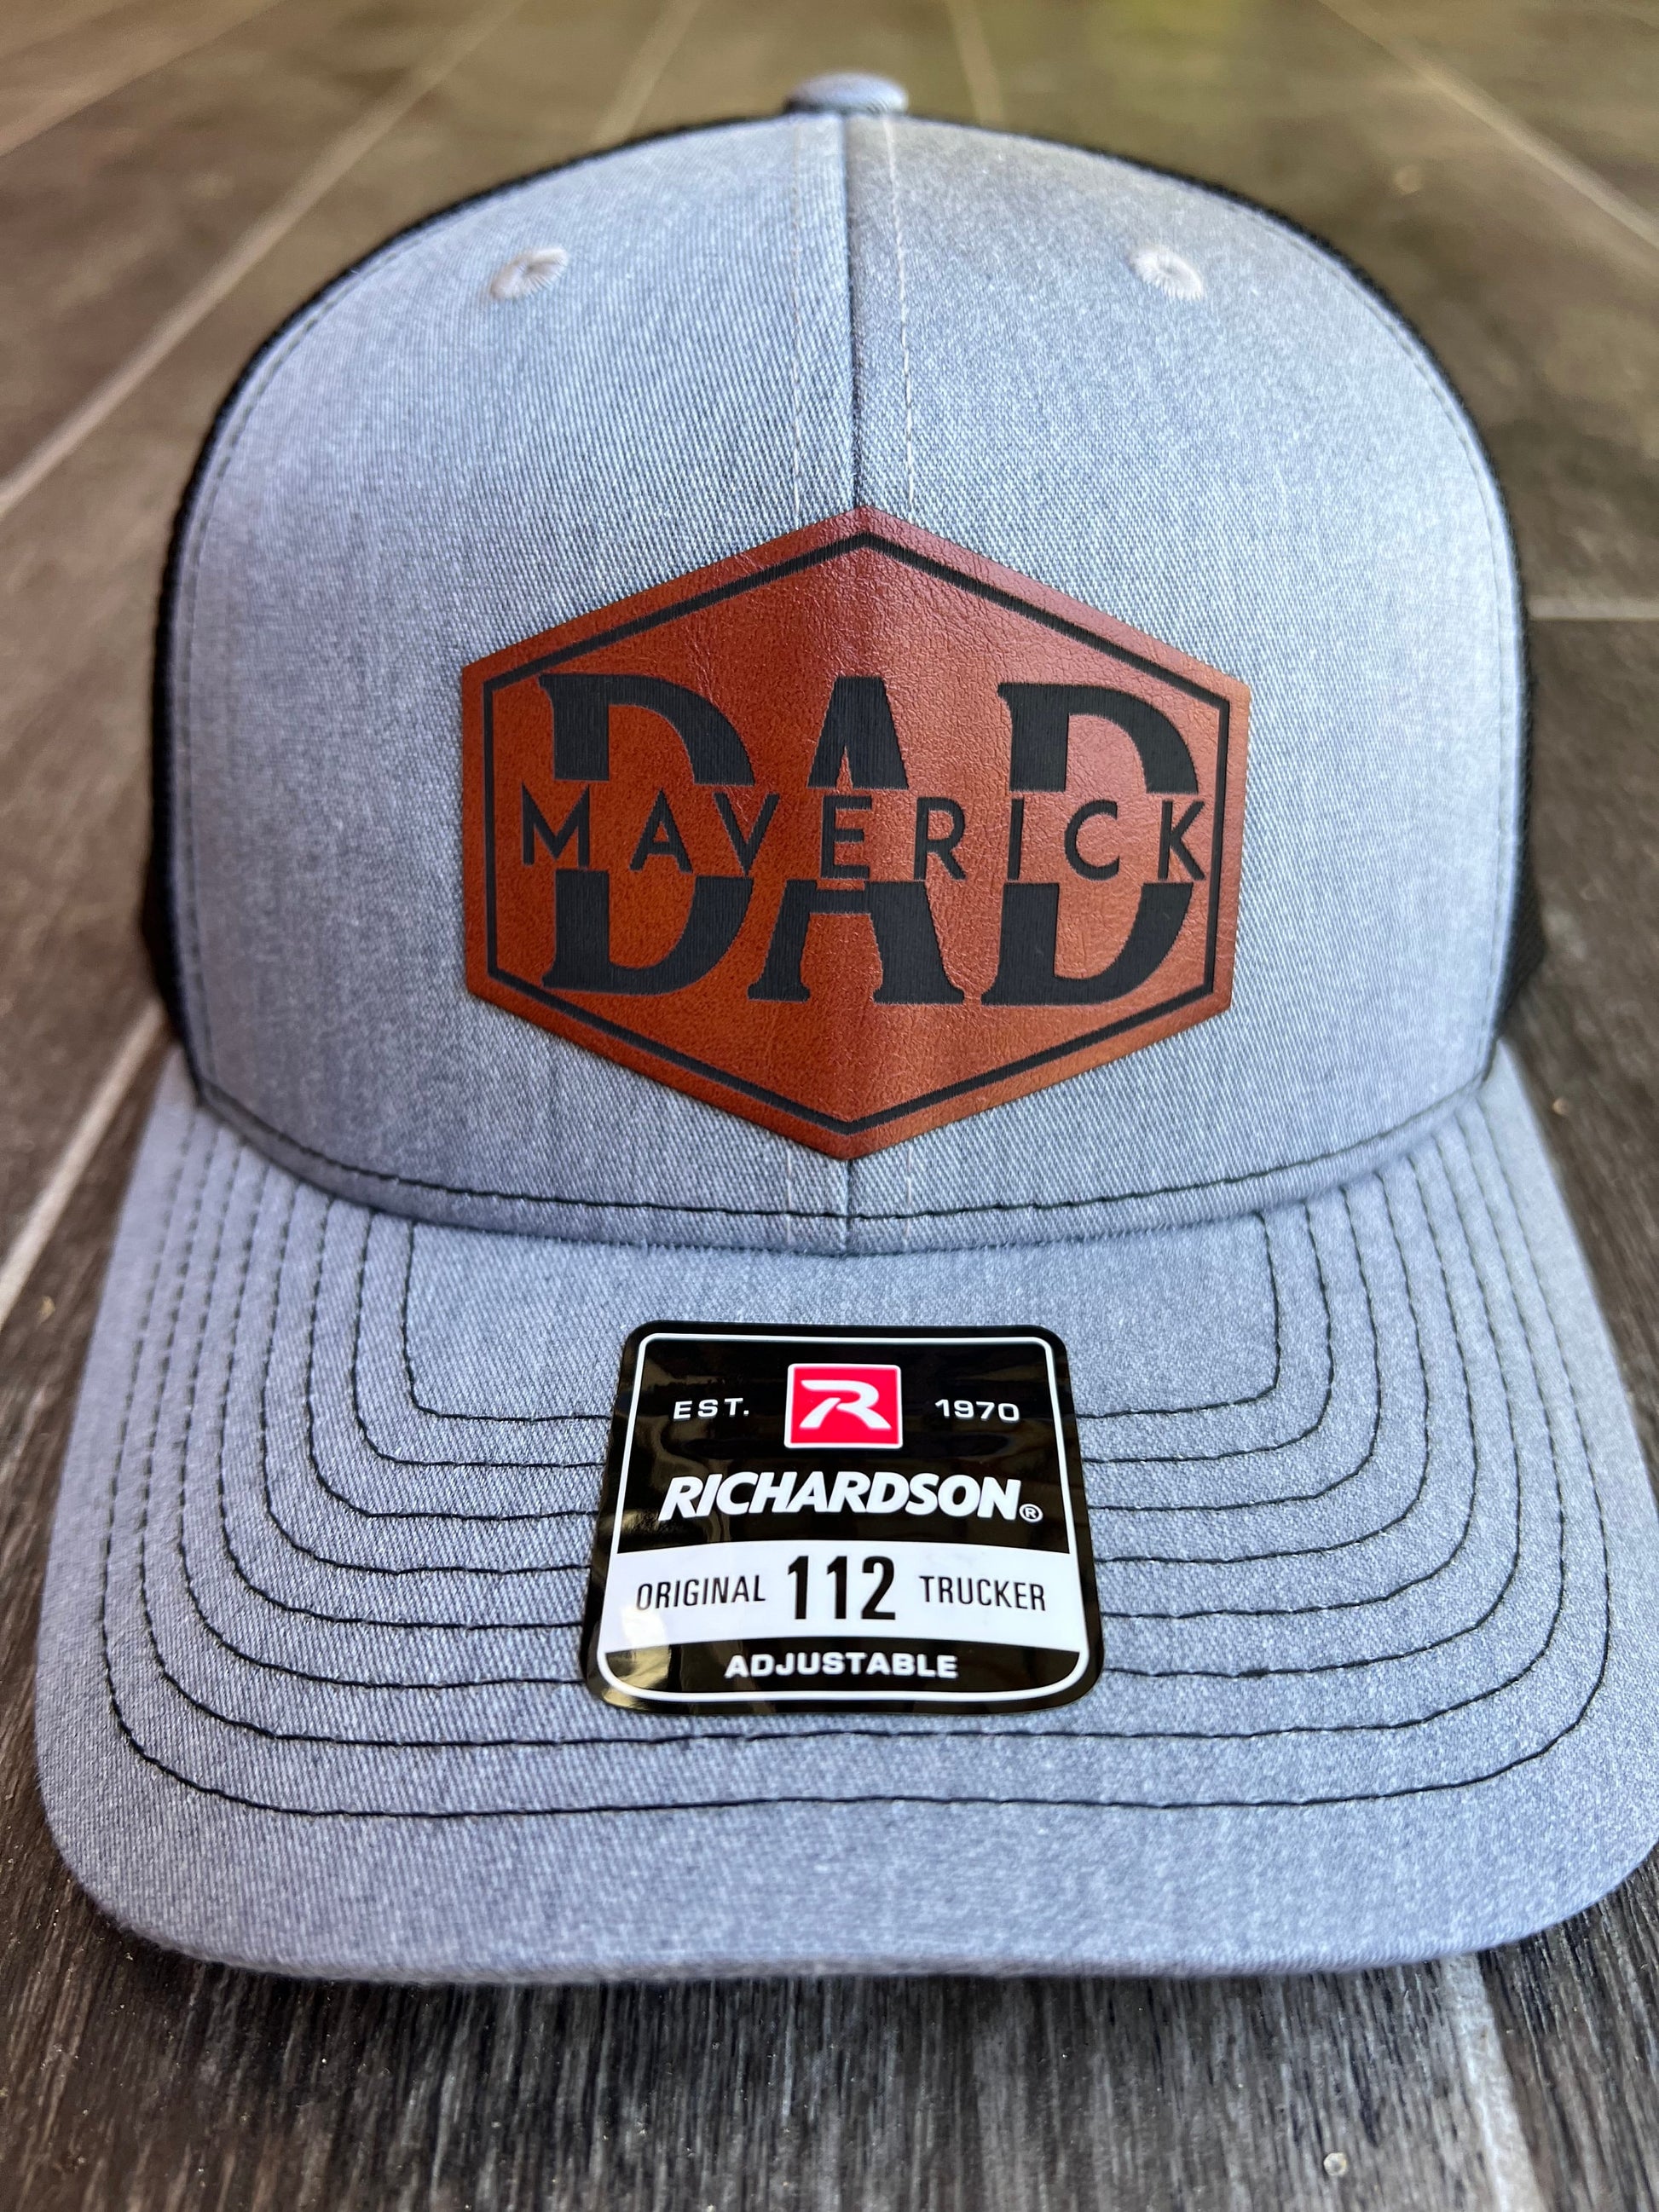 DAD
MAVERICK
EST. R 1970
RICHARDSON®
ORIGINAL 112 TRUCKER
ADJUSTABLE